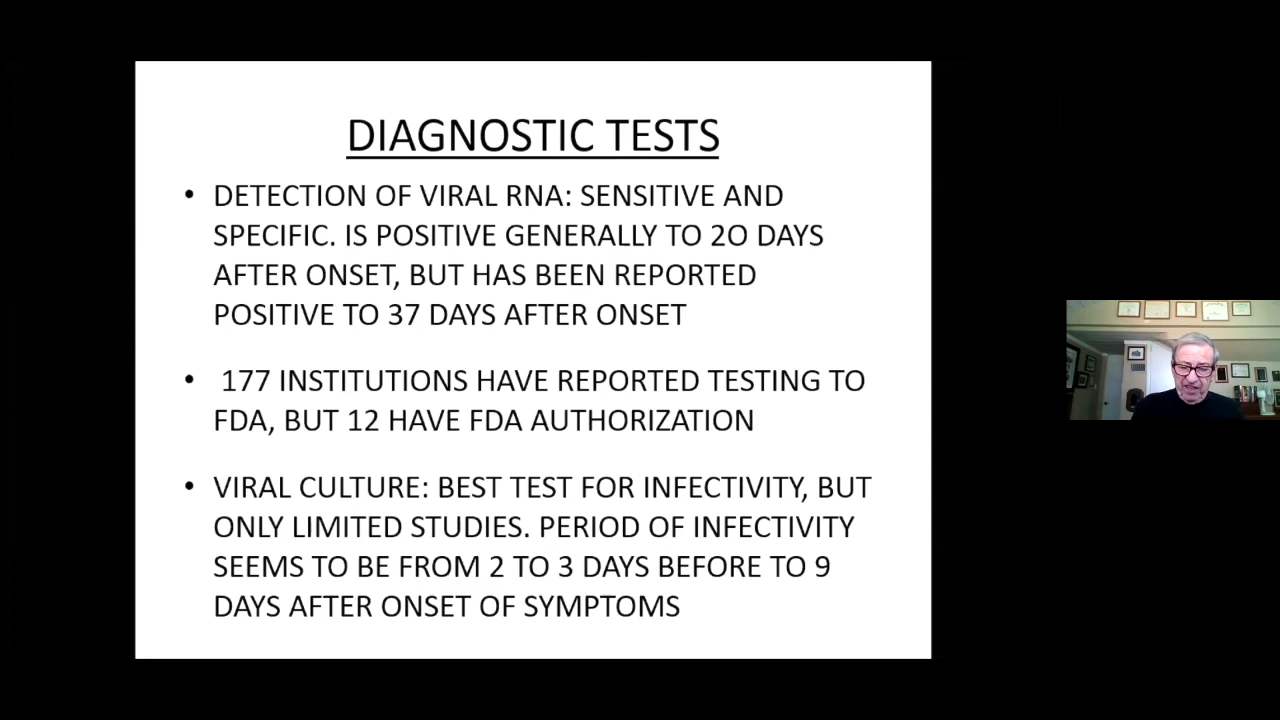 DIAGNOSTIC TESTS
• DETECTION OF VIRAL RNA: SENSITIVE AND
SPECIFIC. IS POSITIVE GENERALLY TO 2O DAYS
AFTER ONSET, BUT HAS BEEN REPORTED
POSITIVE TO 37 DAYS AFTER ONSET
• 177 INSTITUTIONS HAVE REPORTED TESTING TO
FDA, BUT 12 HAVE FDA AUTHORIZATION
• VIRAL CULTURE: BEST TEST FOR INFECTIVITY, BUT
ONLY LIMITED STUDIES. PERIOD OF INFECTIVITY
SEEMS TO BE FROM 2 TO 3 DAYS BEFORE TO 9
DAYS AFTER ONSET OF SYMPTOMS